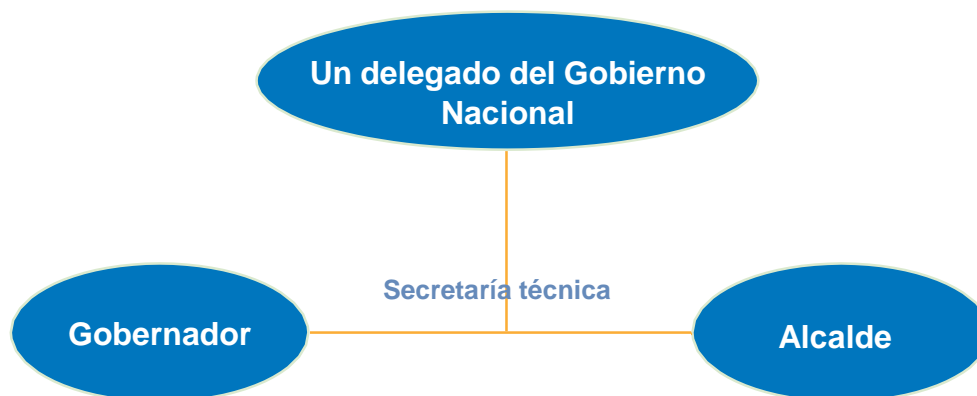 Un delegado del Gobierno
Nacional
Secretaría técnica
Gobernador
Alcalde